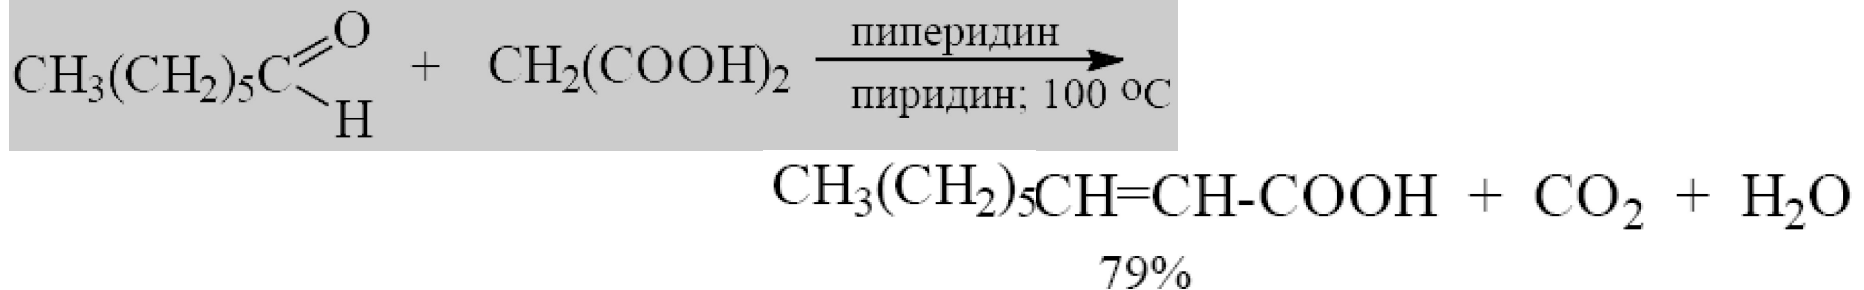 CH₃(CH₂)₅C
O
H
+ CH₂(COOH)₂
пиперидин
пиридин; 100 ºC
CH₃(CH₂)₅CH=CH-COOH + CO₂ + H₂O
79%